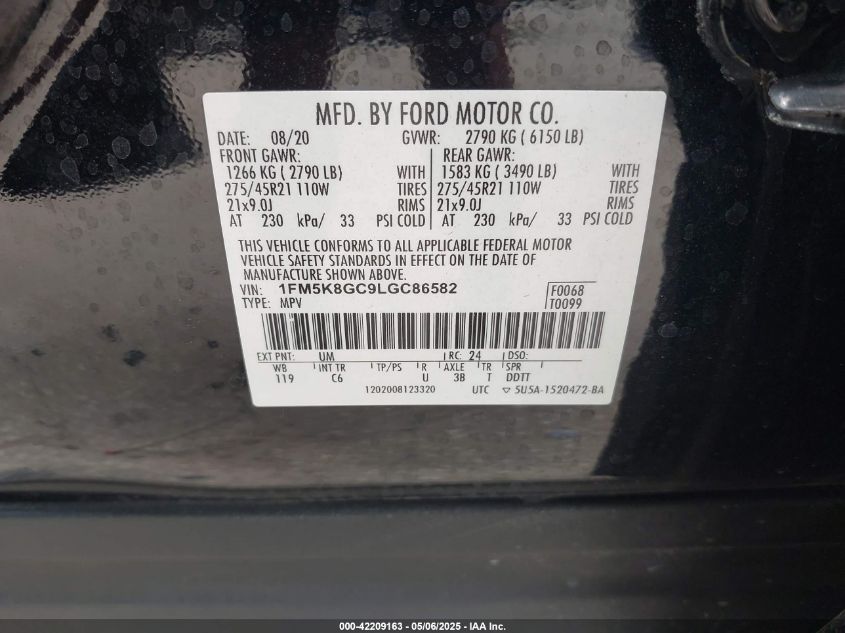 MFD. BY FORD MOTOR CO.
DATE: 08/20 GVWR: 2790 KG ( 6150 LB)
FRONT GAWR: REAR GAWR:
1266 KG ( 2790 LB) WITH 1583 KG ( 3490 LB) WITH
275/45R21 110W TIRES 275/45R21 110W TIRES
21x9.0J RIMS 21x9.0J RIMS
AT 230 kPa/ 33 PSI COLD AT 230 kPa/ 33 PSI COLD
THIS VEHICLE CONFORMS TO ALL APPLICABLE FEDERAL MOTOR
VEHICLE SAFETY STANDARDS IN EFFECT ON THE DATE OF
MANUFACTURE SHOWN ABOVE.
VIN: 1FM5K8GC9LGC86582 F0068
TYPE: MPV T0099
EXT PNT: UM RC: 24 DSO:
WB INT TR TP/PS R AXLE TR SPR
119 C6 U 3B T DDTT
1202008123320 UTC ▽ 5U5A-1520472-BA
000-42209163 - 05/06/2025 - IAA Inc.